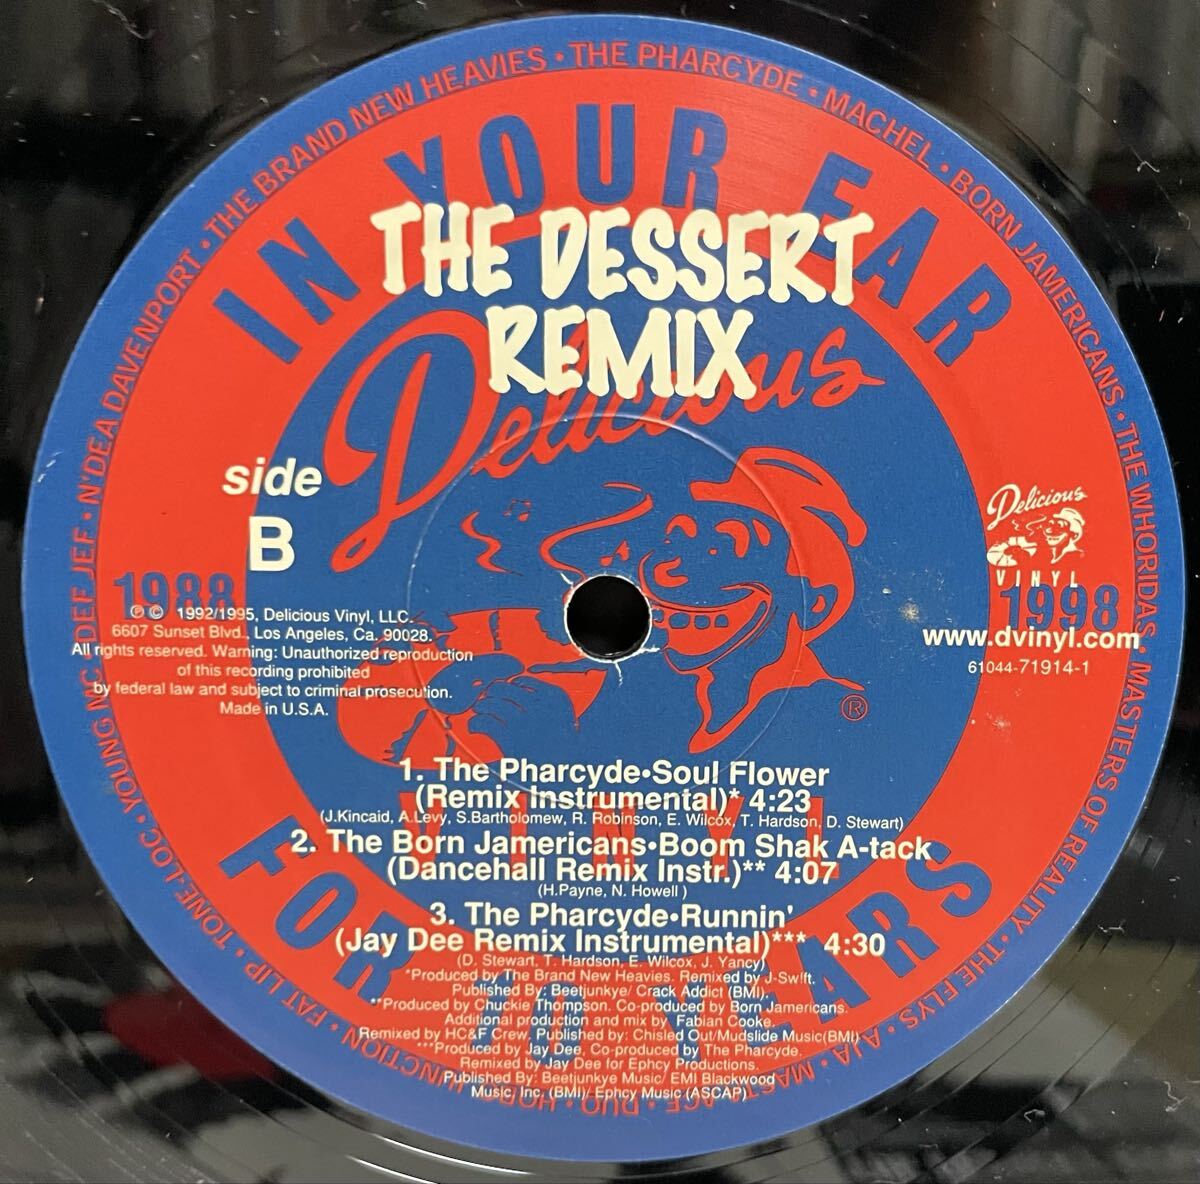 THE BRAND NEW HEAVIES • THE PHARCYDE • MACHEL • BORN JAMERICANS • THE WHORIDAS • MASTERS OF REALITY • THE FLYS • AJA • MASTA ACE • DUO • HORN JUNCTION • FAT LIP • TONE-LOC • YOUNG MC • DEF JEF • N'DEA DAVENPORT •
IN YOUR EAR
THE DESSERT
REMIX
Delicious
side
B
Delicious
VINYL
1988
1998
℗ © 1992/1995, Delicious Vinyl, LLC.
6607 Sunset Blvd., Los Angeles, Ca. 90028.
All rights reserved. Warning: Unauthorized reproduction
of this recording prohibited
by federal law and subject to criminal prosecution.
Made in U.S.A.
www.dvinyl.com
61044-71914-1
®
VINYL
1. The Pharcyde•Soul Flower
(Remix Instrumental)* 4:23
(J.Kincaid, A.Levy, S.Bartholomew, R. Robinson, E. Wilcox, T. Hardson, D. Stewart)
2. The Born Jamericans•Boom Shak A-tack
(Dancehall Remix Instr.)** 4:07
(H.Payne, N. Howell )
3. The Pharcyde•Runnin'
(Jay Dee Remix Instrumental)*** 4:30
(D. Stewart, T. Hardson, E. Wilcox, J. Yancy)
*Produced by The Brand New Heavies. Remixed by J-Sw!ft.
Published By: Beetjunkye/ Crack Addict (BMI).
**Produced by Chuckie Thompson. Co-produced by Born Jamericans.
Additional production and mix by Fabian Cooke.
Remixed by HC&F Crew. Published by: Chisled Out/Mudslide Music(BMI)
***Produced by Jay Dee, Co-produced by The Pharcyde.
Remixed by Jay Dee for Ephcy Productions.
Published By: Beetjunkye Music/ EMI Blackwood
Music, Inc. (BMI)/ Ephcy Music (ASCAP)
FOR YEARS